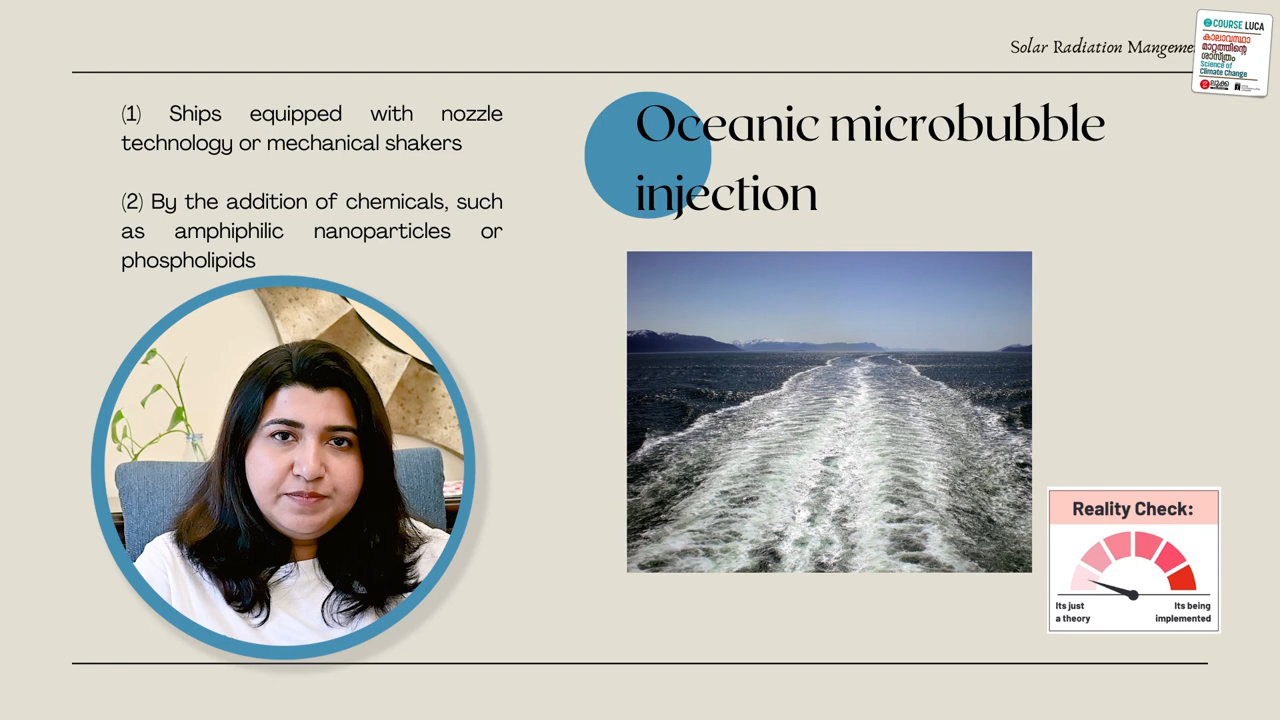 Solar Radiation Mangeme
COURSE LUCA
കാലാവസ്ഥാ
മാറ്റത്തിന്റെ
ശാസ്ത്രം
Science of
Climate Change
ലൂക്ക
(1) Ships equipped with nozzle
technology or mechanical shakers
(2) By the addition of chemicals, such
as amphiphilic nanoparticles or
phospholipids
Oceanic microbubble
injection
Reality Check:
Its just
a theory
Its being
implemented